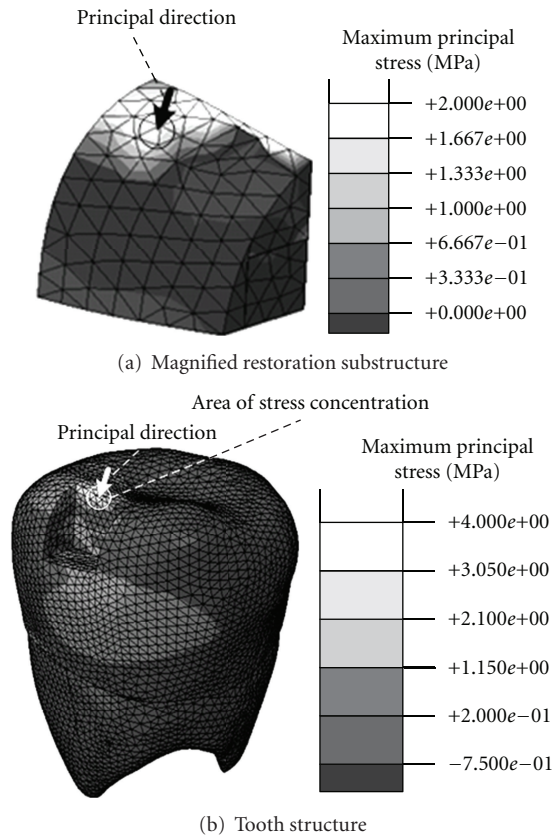 Principal direction
Maximum principal
stress (MPa)
+2.000e+00
+1.667e+00
+1.333e+00
+1.000e+00
+6.667e−01
+3.333e−01
+0.000e+00
(a) Magnified restoration substructure
Area of stress concentration
Principal direction
Maximum principal
stress (MPa)
+4.000e+00
+3.050e+00
+2.100e+00
+1.150e+00
+2.000e−01
−7.500e−01
(b) Tooth structure